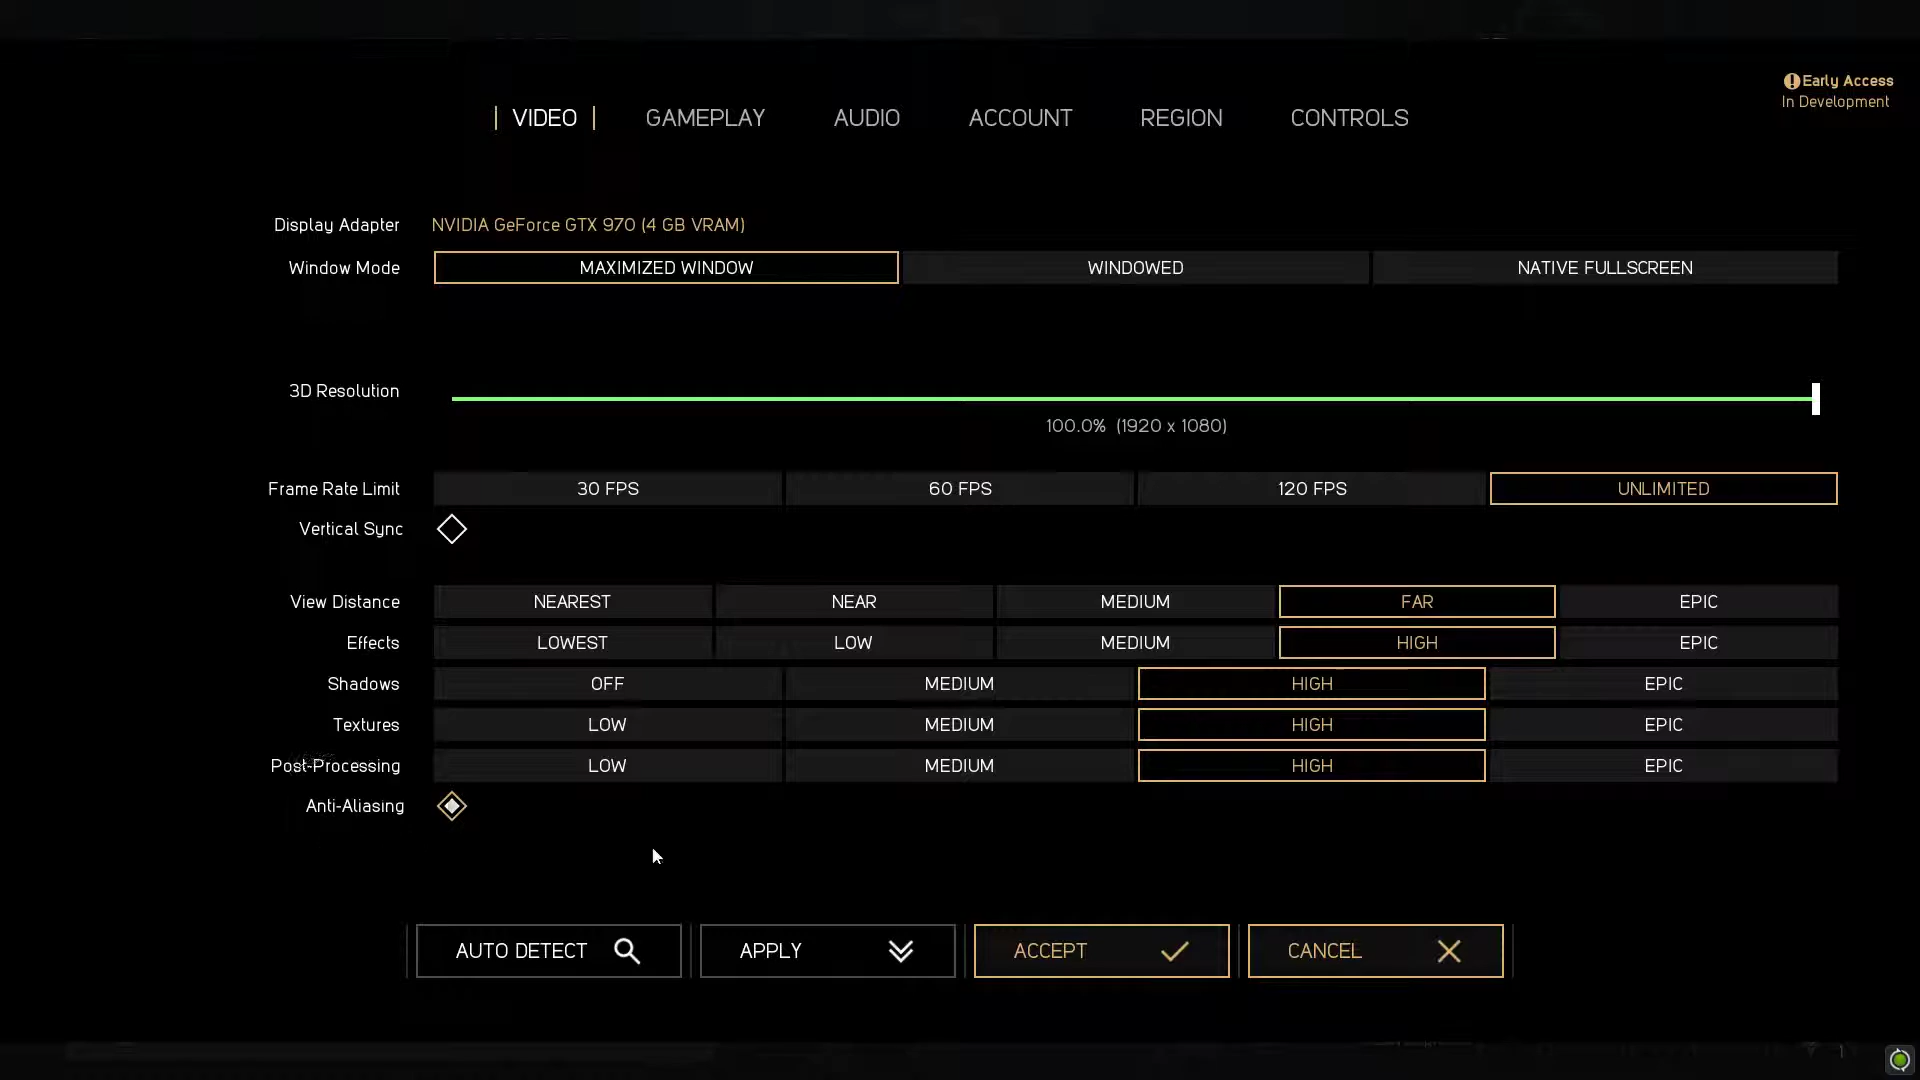 Early Access
In Development
VIDEO GAMEPLAY AUDIO ACCOUNT REGION CONTROLS
Display Adapter NVIDIA GeForce GTX 970 (4 GB VRAM)
Window Mode MAXIMIZED WINDOW WINDOWED NATIVE FULLSCREEN
3D Resolution
100.0% (1920 x 1080)
Frame Rate Limit 30 FPS 60 FPS 120 FPS UNLIMITED
Vertical Sync
View Distance NEAREST NEAR MEDIUM FAR EPIC
Effects LOWEST LOW MEDIUM HIGH EPIC
Shadows OFF MEDIUM HIGH EPIC
Textures LOW MEDIUM HIGH EPIC
Post-Processing LOW MEDIUM HIGH EPIC
Anti-Aliasing
AUTO DETECT APPLY ACCEPT CANCEL